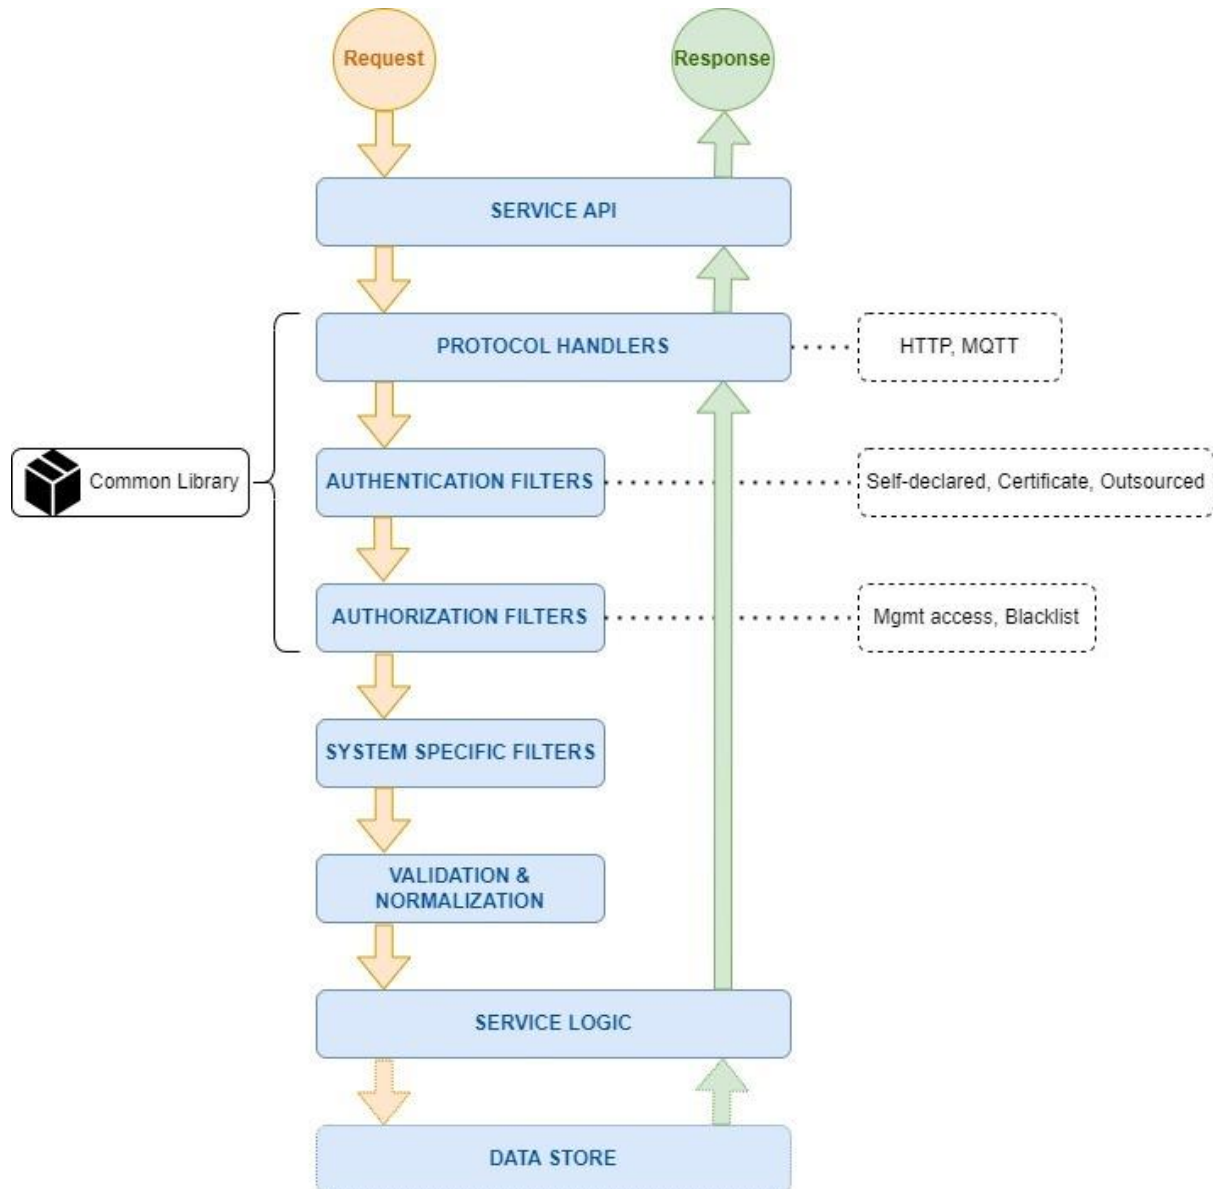 Request
Response
SERVICE API
PROTOCOL HANDLERS
HTTP, MQTT
Common Library
AUTHENTICATION FILTERS
Self-declared, Certificate, Outsourced
AUTHORIZATION FILTERS
Mgmt access, Blacklist
SYSTEM SPECIFIC FILTERS
VALIDATION &
NORMALIZATION
SERVICE LOGIC
DATA STORE